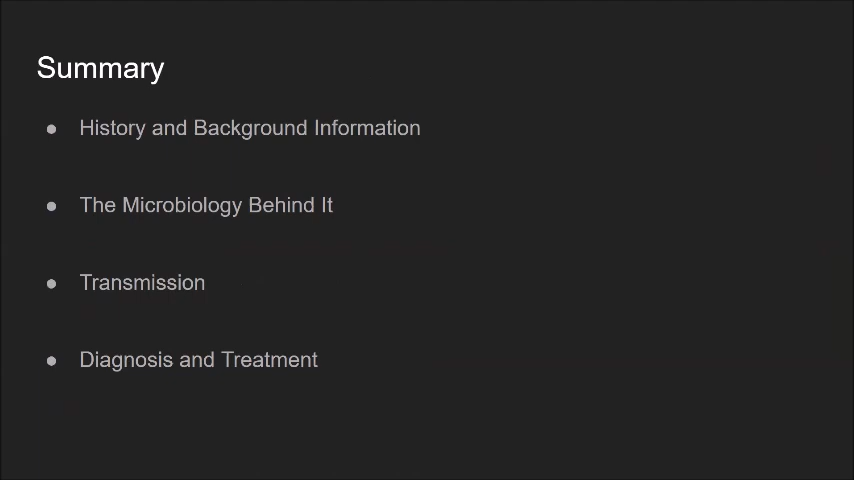 Summary
● History and Background Information
● The Microbiology Behind It
● Transmission
● Diagnosis and Treatment